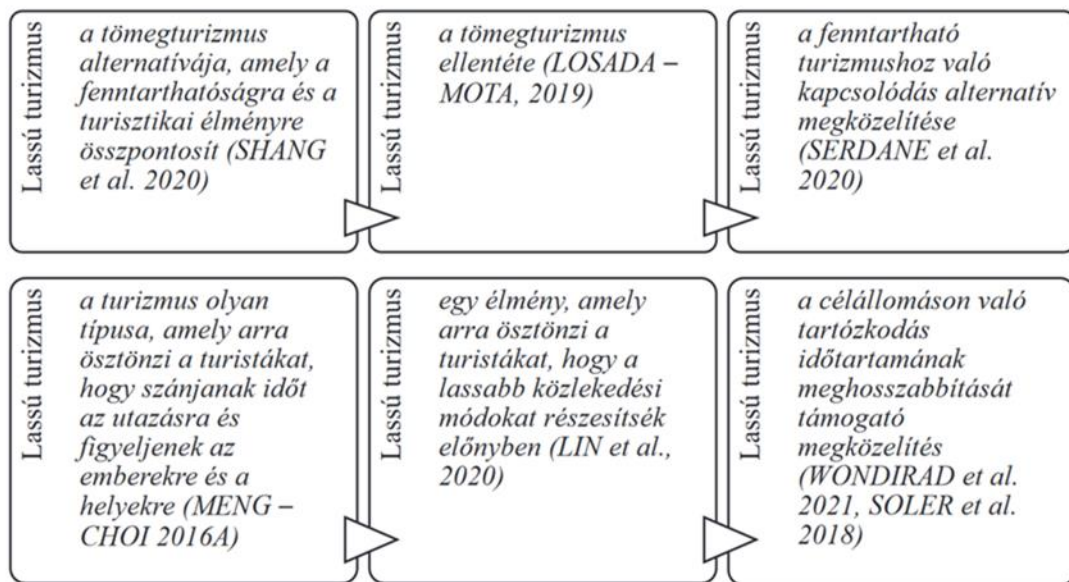 Lassú turizmus
a tömegturizmus
alternatívája, amely a
fenntarthatóságra és a
turisztikai élményre
összpontosít (SHANG
et al. 2020)
Lassú turizmus
a tömegturizmus
ellentéte (LOSADA –
MOTA, 2019)
Lassú turizmus
a fenntartható
turizmushoz való
kapcsolódás alternatív
megközelítése
(SERDANE et al.
2020)
Lassú turizmus
a turizmus olyan
típusa, amely arra
ösztönzi a turistákat,
hogy szánjanak időt
az utazásra és
figyeljenek az
emberekre és a
helyekre (MENG –
CHOI 2016A)
Lassú turizmus
egy élmény, amely
arra ösztönzi a
turistákat, hogy a
lassabb közlekedési
módokat részesítsék
előnyben (LIN et al.,
2020)
Lassú turizmus
a célállomáson való
tartózkodás
időtartamának
meghosszabbítását
támogató
megközelítés
(WONDIRAD et al.
2021, SOLER et al.
2018)